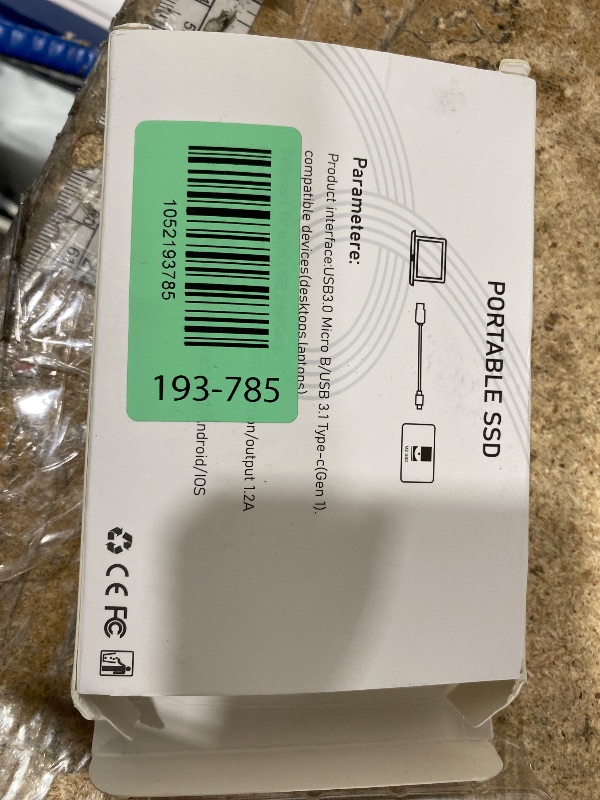 PORTABLE SSD
Parametere:
Product interface:USB3.0 Micro B/USB 3.1 Type-c(Gen 1).
compatible devices(desktops,laptops)
on/output 1.2A
ndroid/IOS
1052193785
193-785
CE FC